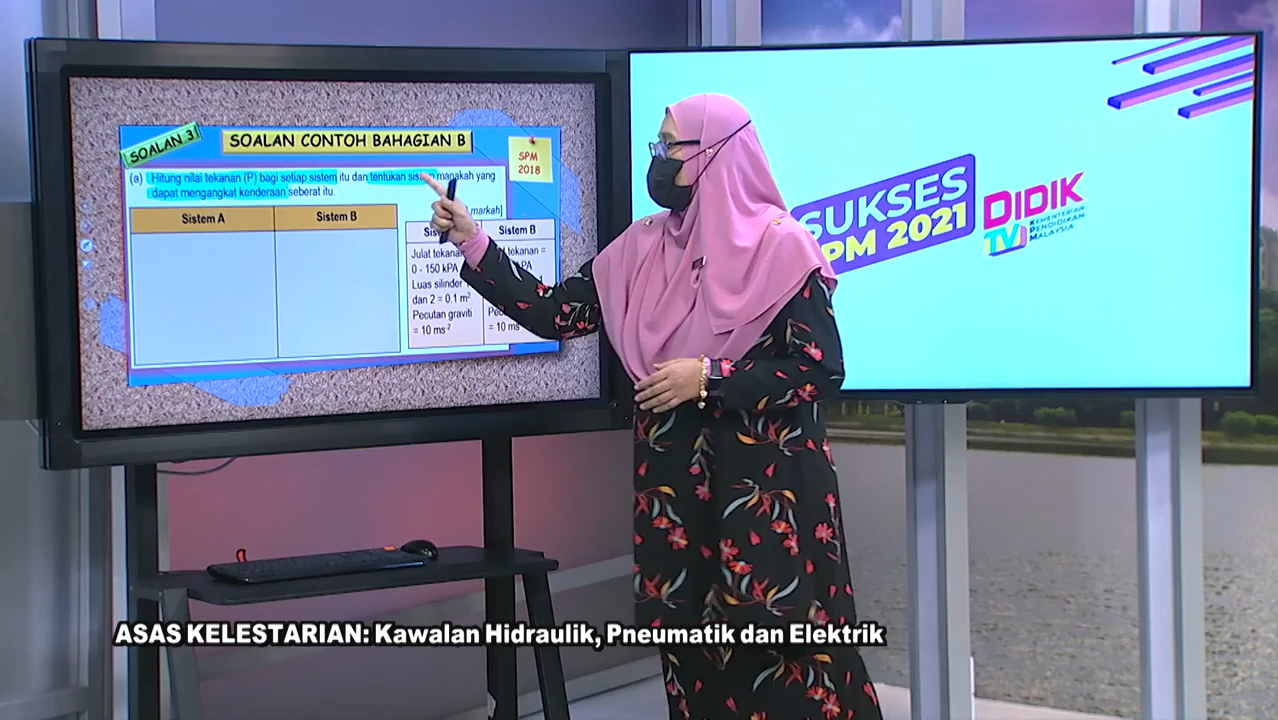 SOALAN 3
SOALAN CONTOH BAHAGIAN B
SPM
2018
(a) Hitung nilai tekanan (P) bagi setiap sistem itu dan tentukan sistem manakah yang
dapat mengangkat kenderaan seberat itu.
markah]
Sistem A
Sistem B
Sistem B
Julat tekanan
0 - 150 kPA
Luas silinder
dan 2 = 0.1 m²
Pecutan graviti
= 10 ms⁻²
tekanan =
= 10 ms
SUKSES
SPM 2021
DIDIK
TV
KEMENTERIAN
PENDIDIKAN
MALAYSIA
ASAS KELESTARIAN: Kawalan Hidraulik, Pneumatik dan Elektrik